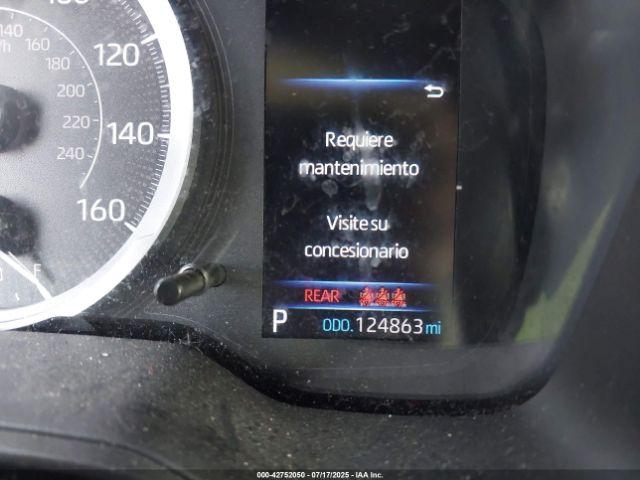 140
160
180
200
220
240
120
140
160
F
Requiere
mantenimiento
Visite su
concesionario
REAR
P ODO. 124863 mi
000-42752050 - 07/17/2025 - IAA Inc.